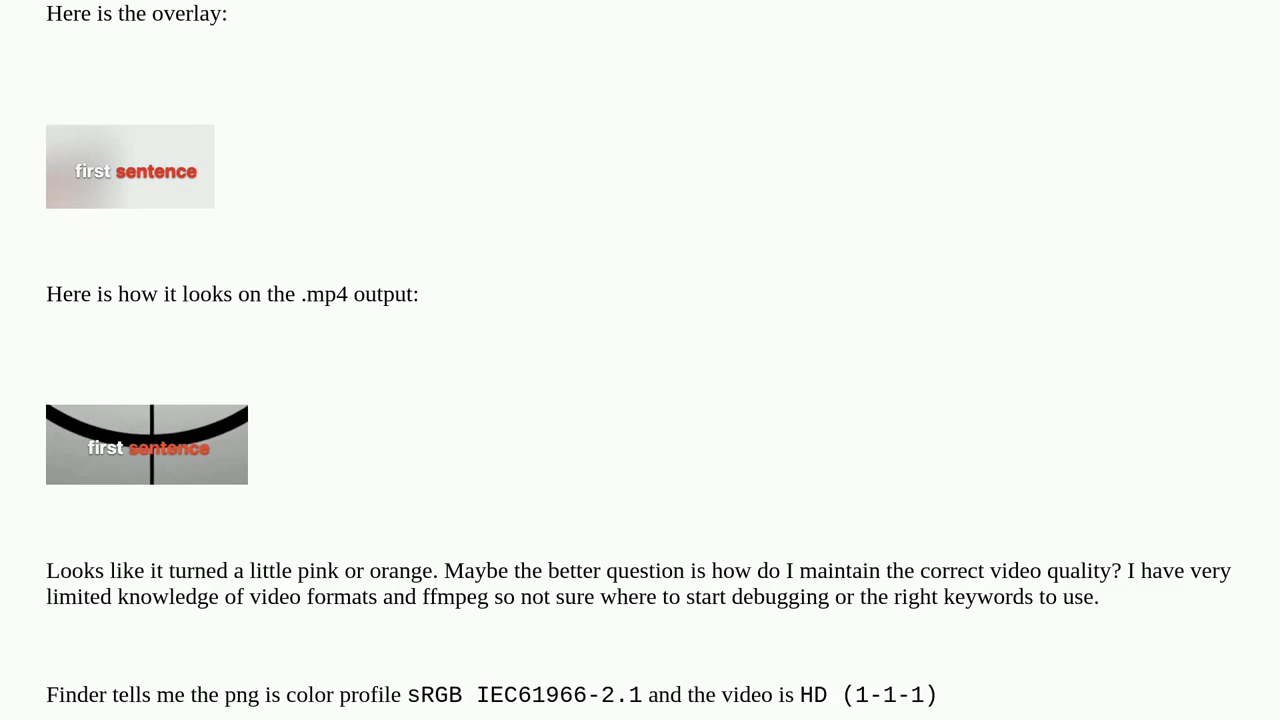 Here is the overlay:
first sentence
Here is how it looks on the .mp4 output:
first sentence
Looks like it turned a little pink or orange. Maybe the better question is how do I maintain the correct video quality? I have very
limited knowledge of video formats and ffmpeg so not sure where to start debugging or the right keywords to use.
Finder tells me the png is color profile sRGB IEC61966-2.1 and the video is HD (1-1-1)